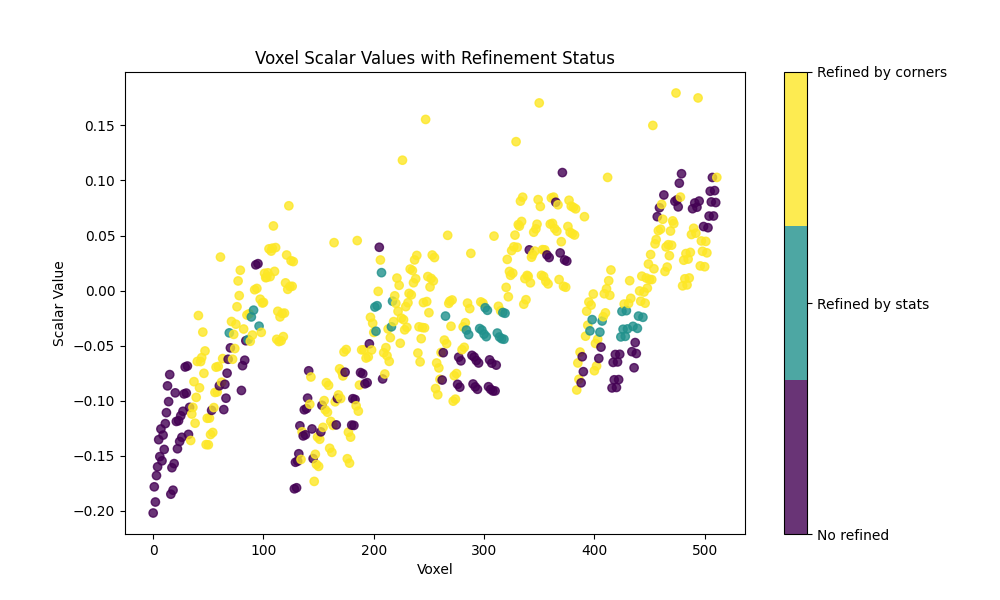 Voxel Scalar Values with Refinement Status
Scalar Value
0.15
0.10
0.05
0.00
−0.05
−0.10
−0.15
−0.20
0 100 200 300 400 500
Voxel
Refined by corners
Refined by stats
No refined